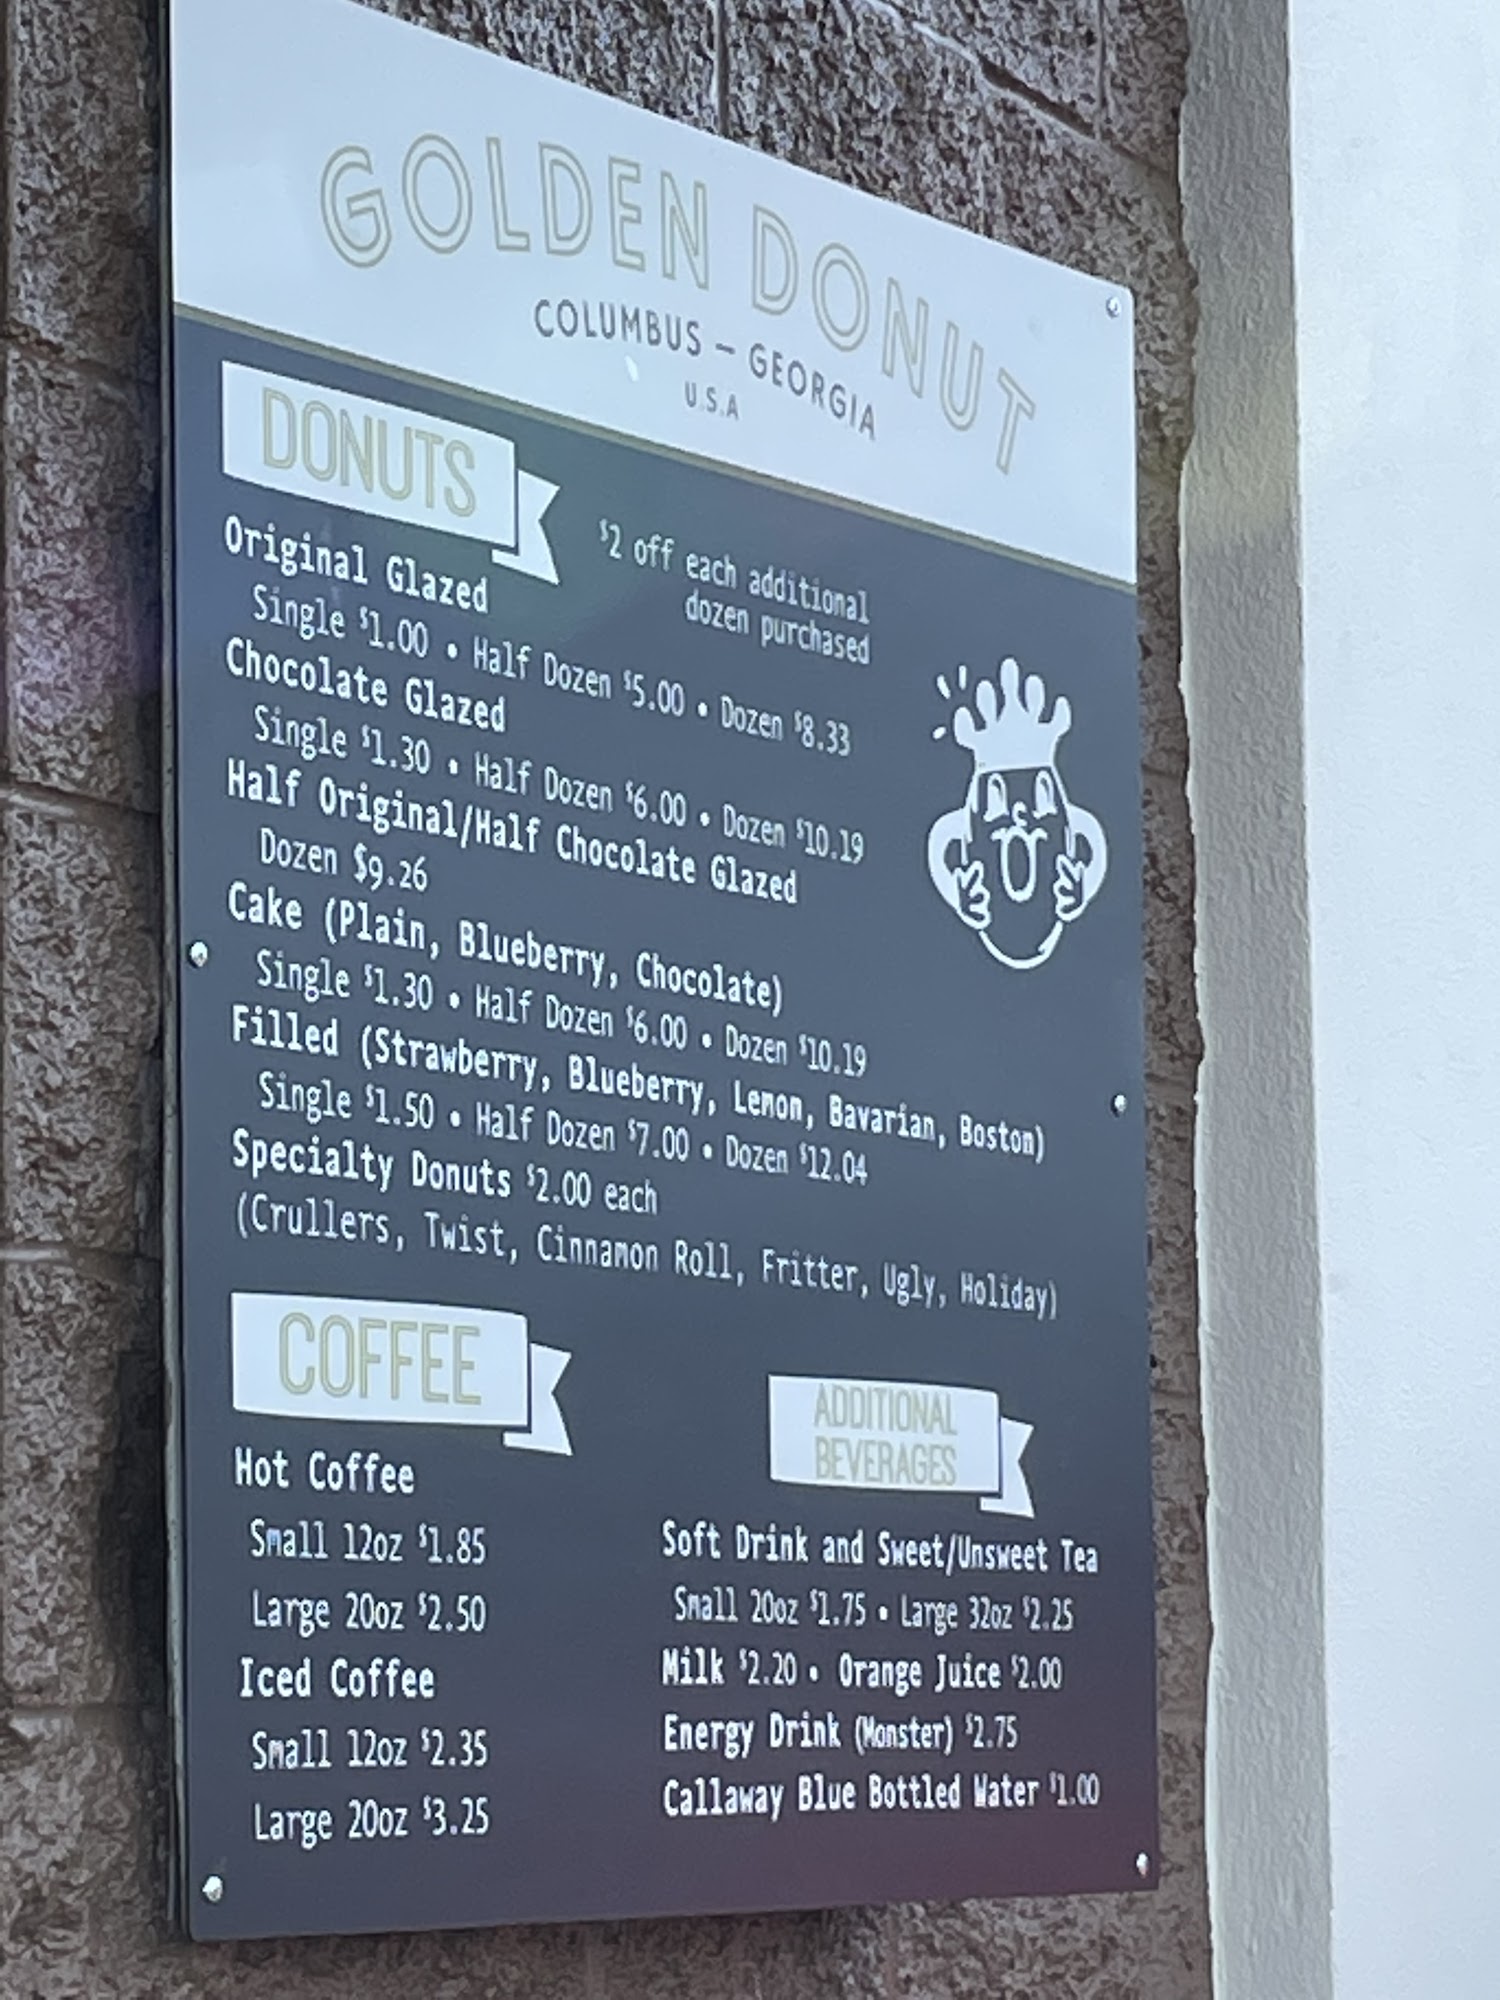 GOLDEN DONUT
COLUMBUS – GEORGIA
U.S.A
DONUTS
$2 off each additional
dozen purchased
Original Glazed
Single $1.00 • Half Dozen $5.00 • Dozen $8.33
Chocolate Glazed
Single $1.30 • Half Dozen $6.00 • Dozen $10.19
Half Original/Half Chocolate Glazed
Dozen $9.26
Cake (Plain, Blueberry, Chocolate)
Single $1.30 • Half Dozen $6.00 • Dozen $10.19
Filled (Strawberry, Blueberry, Lemon, Bavarian, Boston)
Single $1.50 • Half Dozen $7.00 • Dozen $12.04
Specialty Donuts $2.00 each
(Crullers, Twist, Cinnamon Roll, Fritter, Ugly, Holiday)
COFFEE
Hot Coffee
Small 12oz $1.85
Large 20oz $2.50
Iced Coffee
Small 12oz $2.35
Large 20oz $3.25
ADDITIONAL
BEVERAGES
Soft Drink and Sweet/Unsweet Tea
Small 20oz $1.75 • Large 32oz $2.25
Milk $2.20 • Orange Juice $2.00
Energy Drink (Monster) $2.75
Callaway Blue Bottled Water $1.00